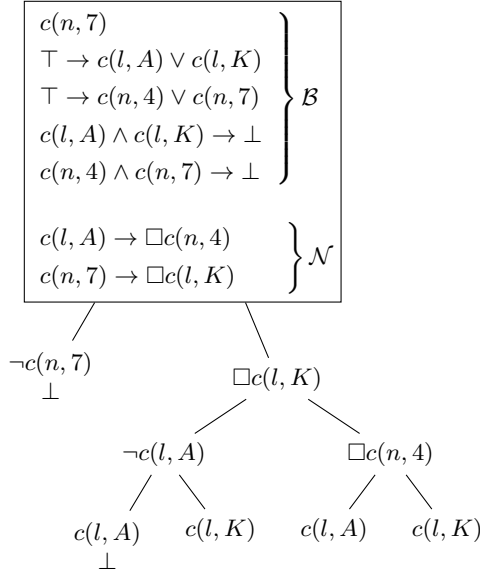 c(n, 7)
⊤ → c(l, A) ∨ c(l, K)
⊤ → c(n, 4) ∨ c(n, 7)
c(l, A) ∧ c(l, K) → ⊥
c(n, 4) ∧ c(n, 7) → ⊥
ℬ
c(l, A) → □c(n, 4)
c(n, 7) → □c(l, K)
𝒩
¬c(n, 7)
⊥
□c(l, K)
¬c(l, A)
□c(n, 4)
c(l, A)
⊥
c(l, K)
c(l, A)
c(l, K)